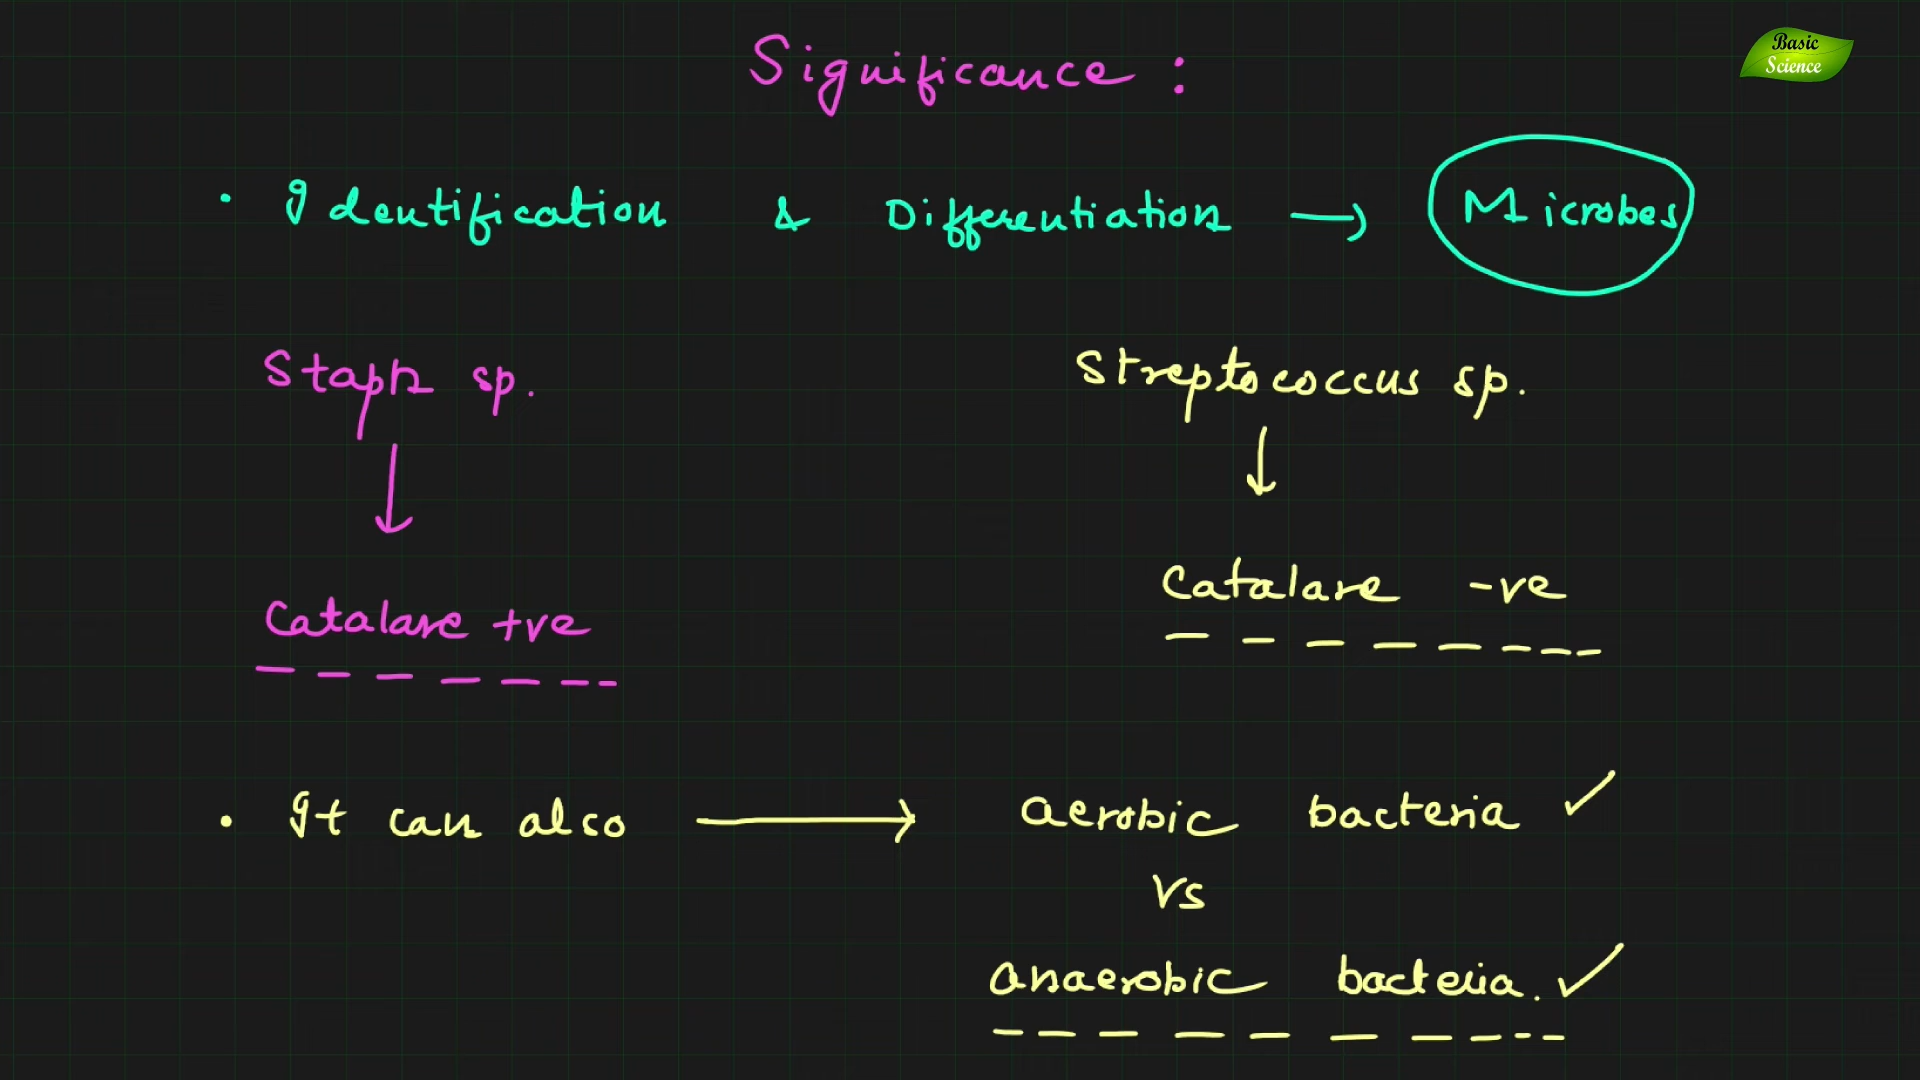 Significance :
Basic
Science
• Identification & Differentiation → Microbes
Staph sp. Streptococcus sp.
↓ ↓
Catalase +ve Catalase -ve
• It can also → aerobic bacteria ✓
Vs
anaerobic bacteria. ✓